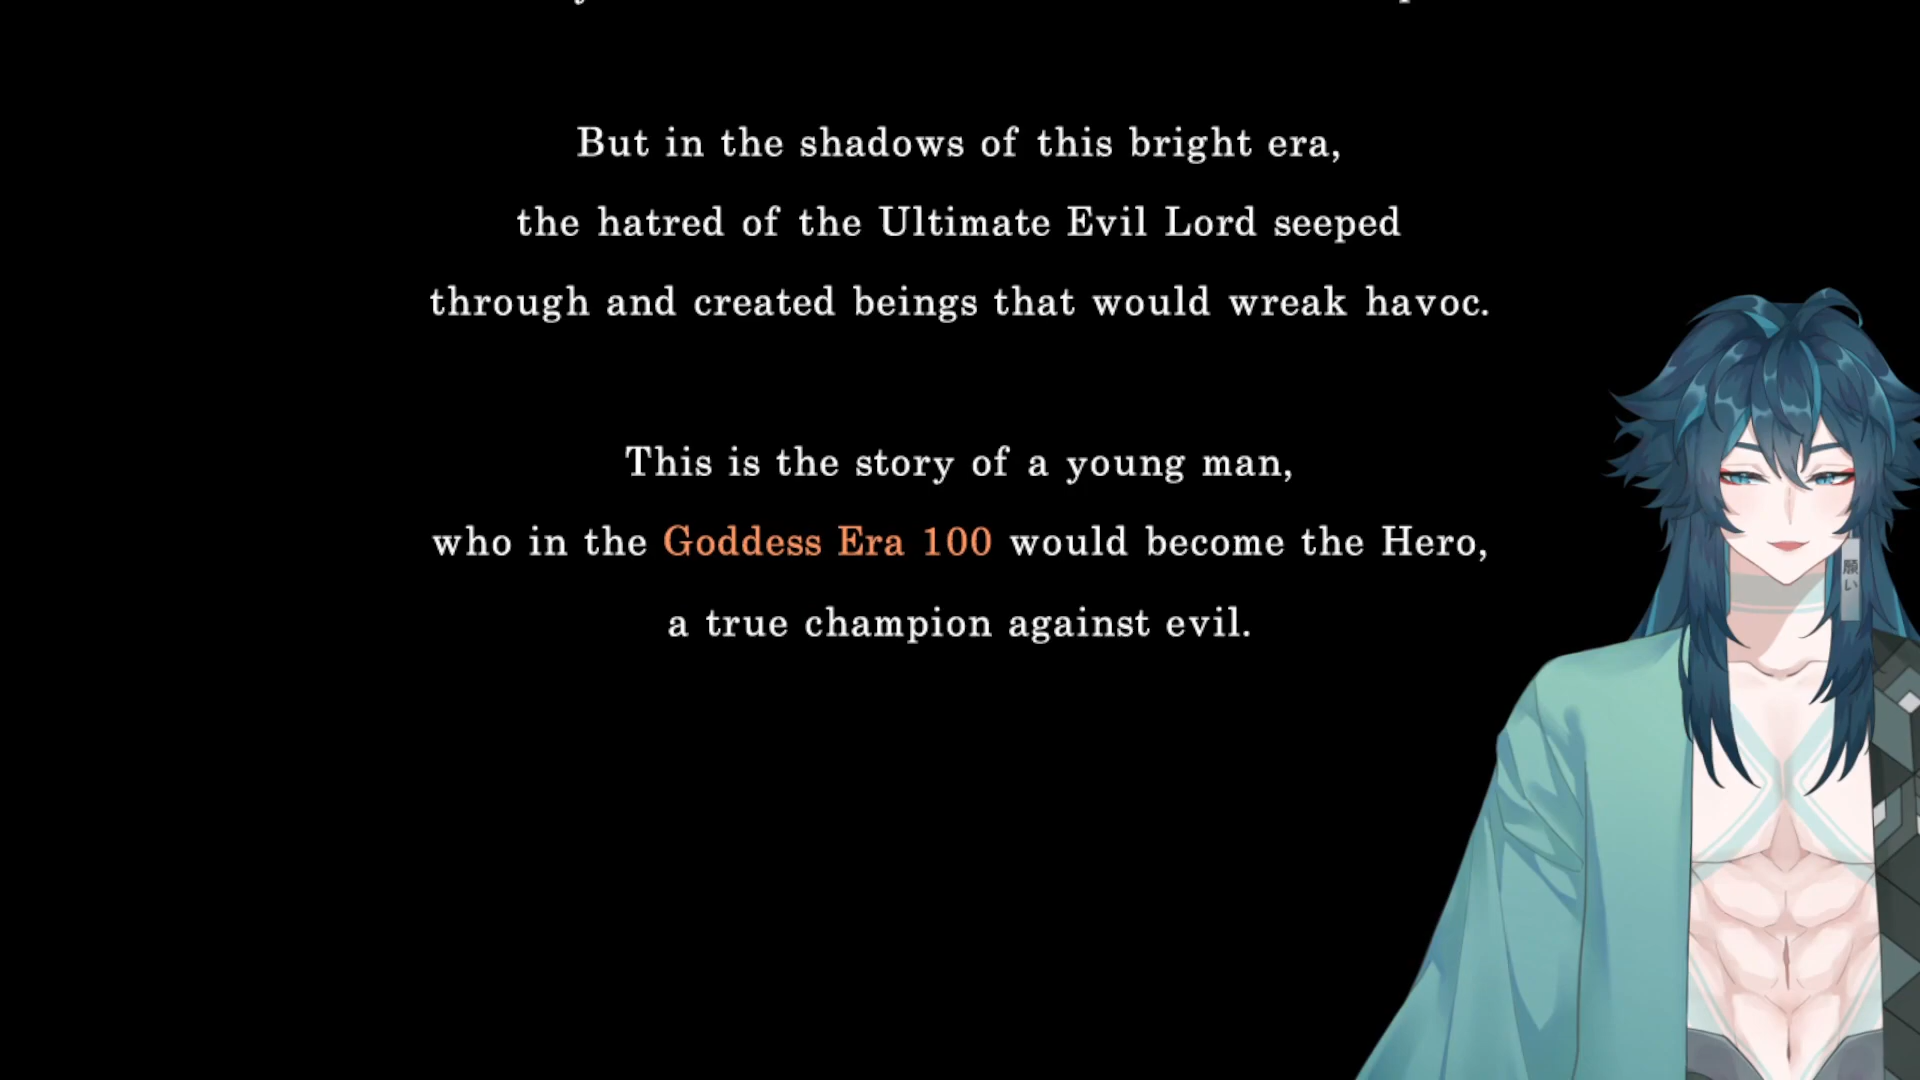 But in the shadows of this bright era,
the hatred of the Ultimate Evil Lord seeped
through and created beings that would wreak havoc.
This is the story of a young man,
who in the Goddess Era 100 would become the Hero,
a true champion against evil.
願い